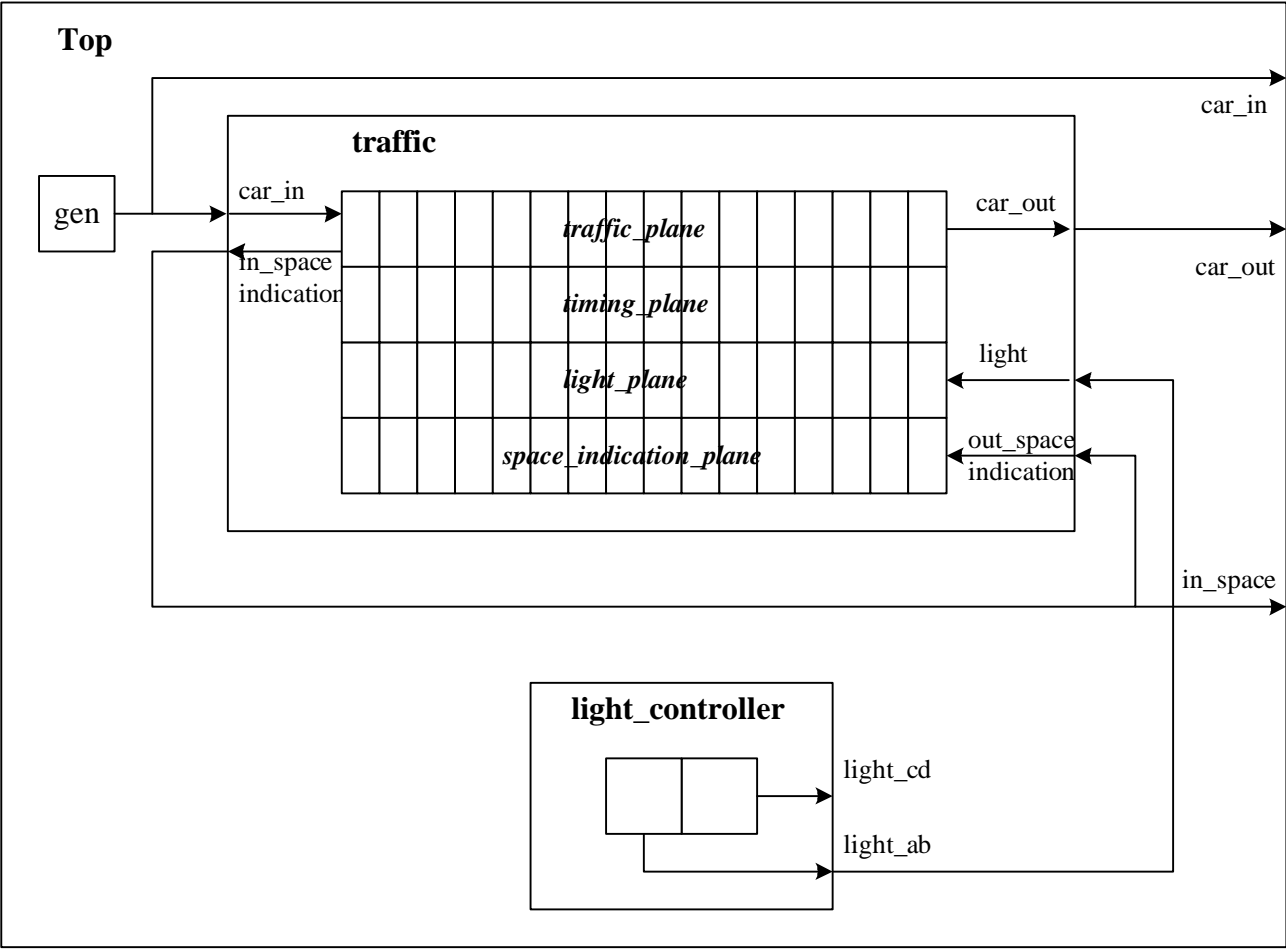 Top
car_in
traffic
gen
car_in
traffic_plane
car_out
in_space
indication
car_out
timing_plane
light_plane
light
space_indication_plane
out_space
indication
in_space
light_controller
light_cd
light_ab